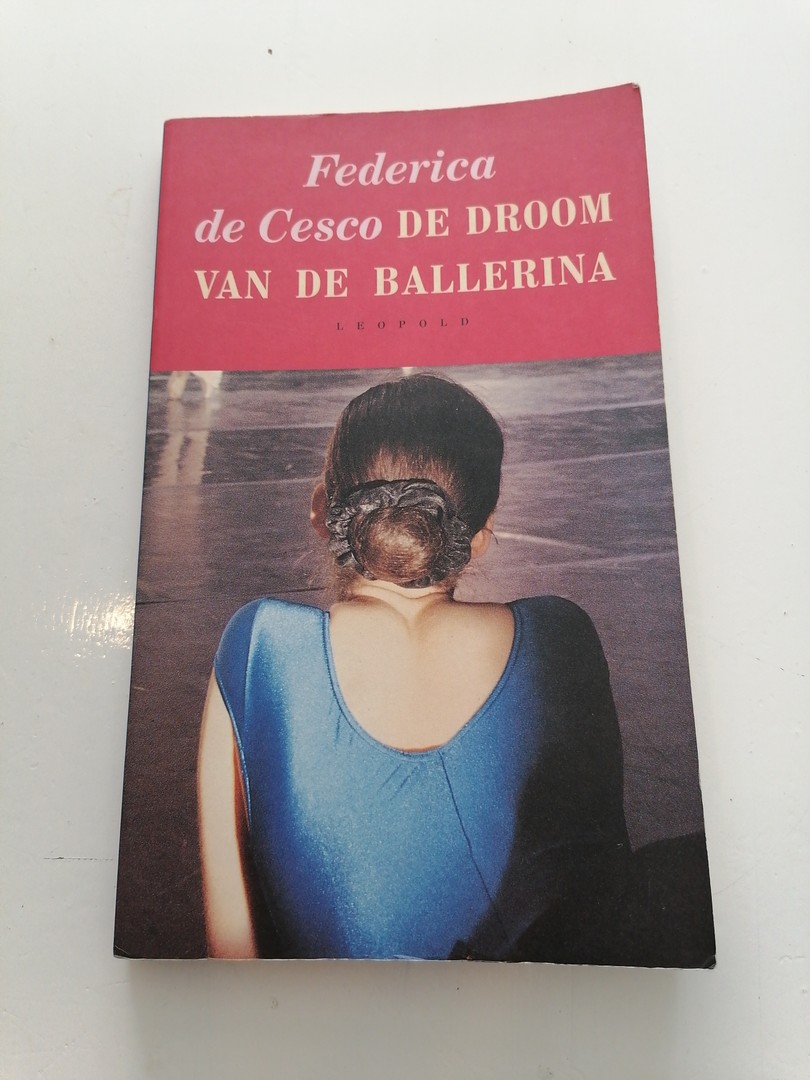 Federica
de Cesco DE DROOM
VAN DE BALLERINA
LEOPOLD